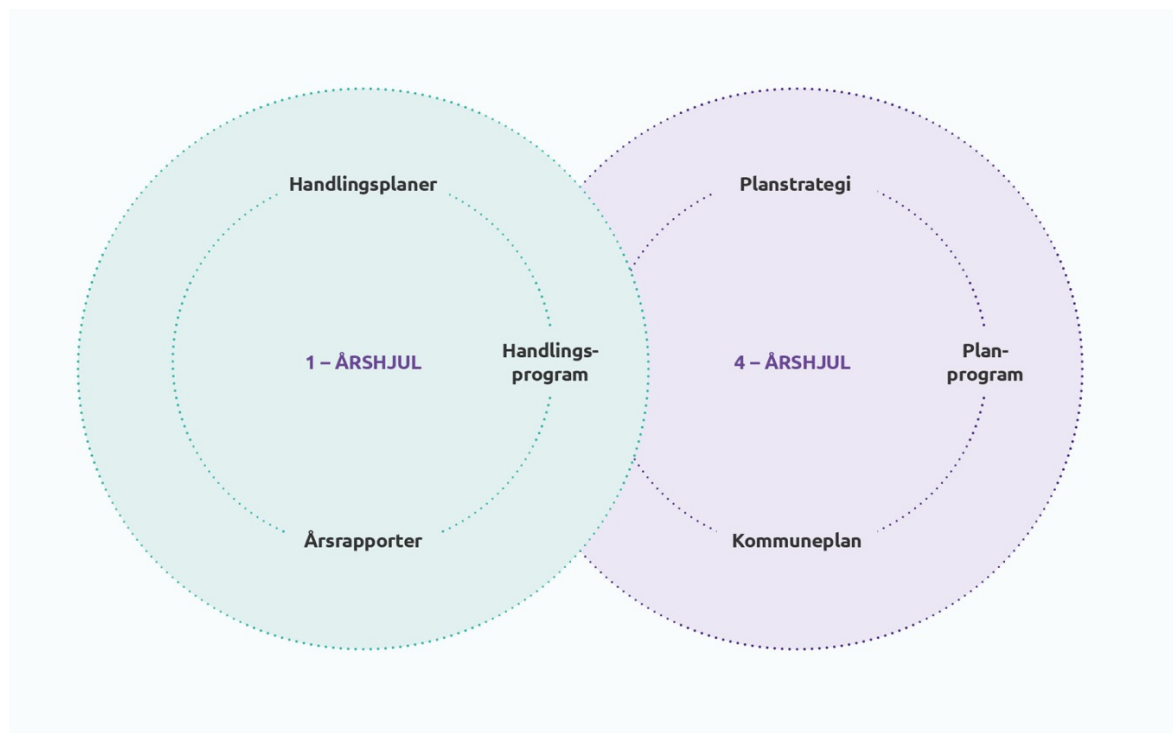 Handlingsplaner
Planstrategi
1 – ÅRSHJUL
Handlings-
program
4 – ÅRSHJUL
Plan-
program
Årsrapporter
Kommuneplan